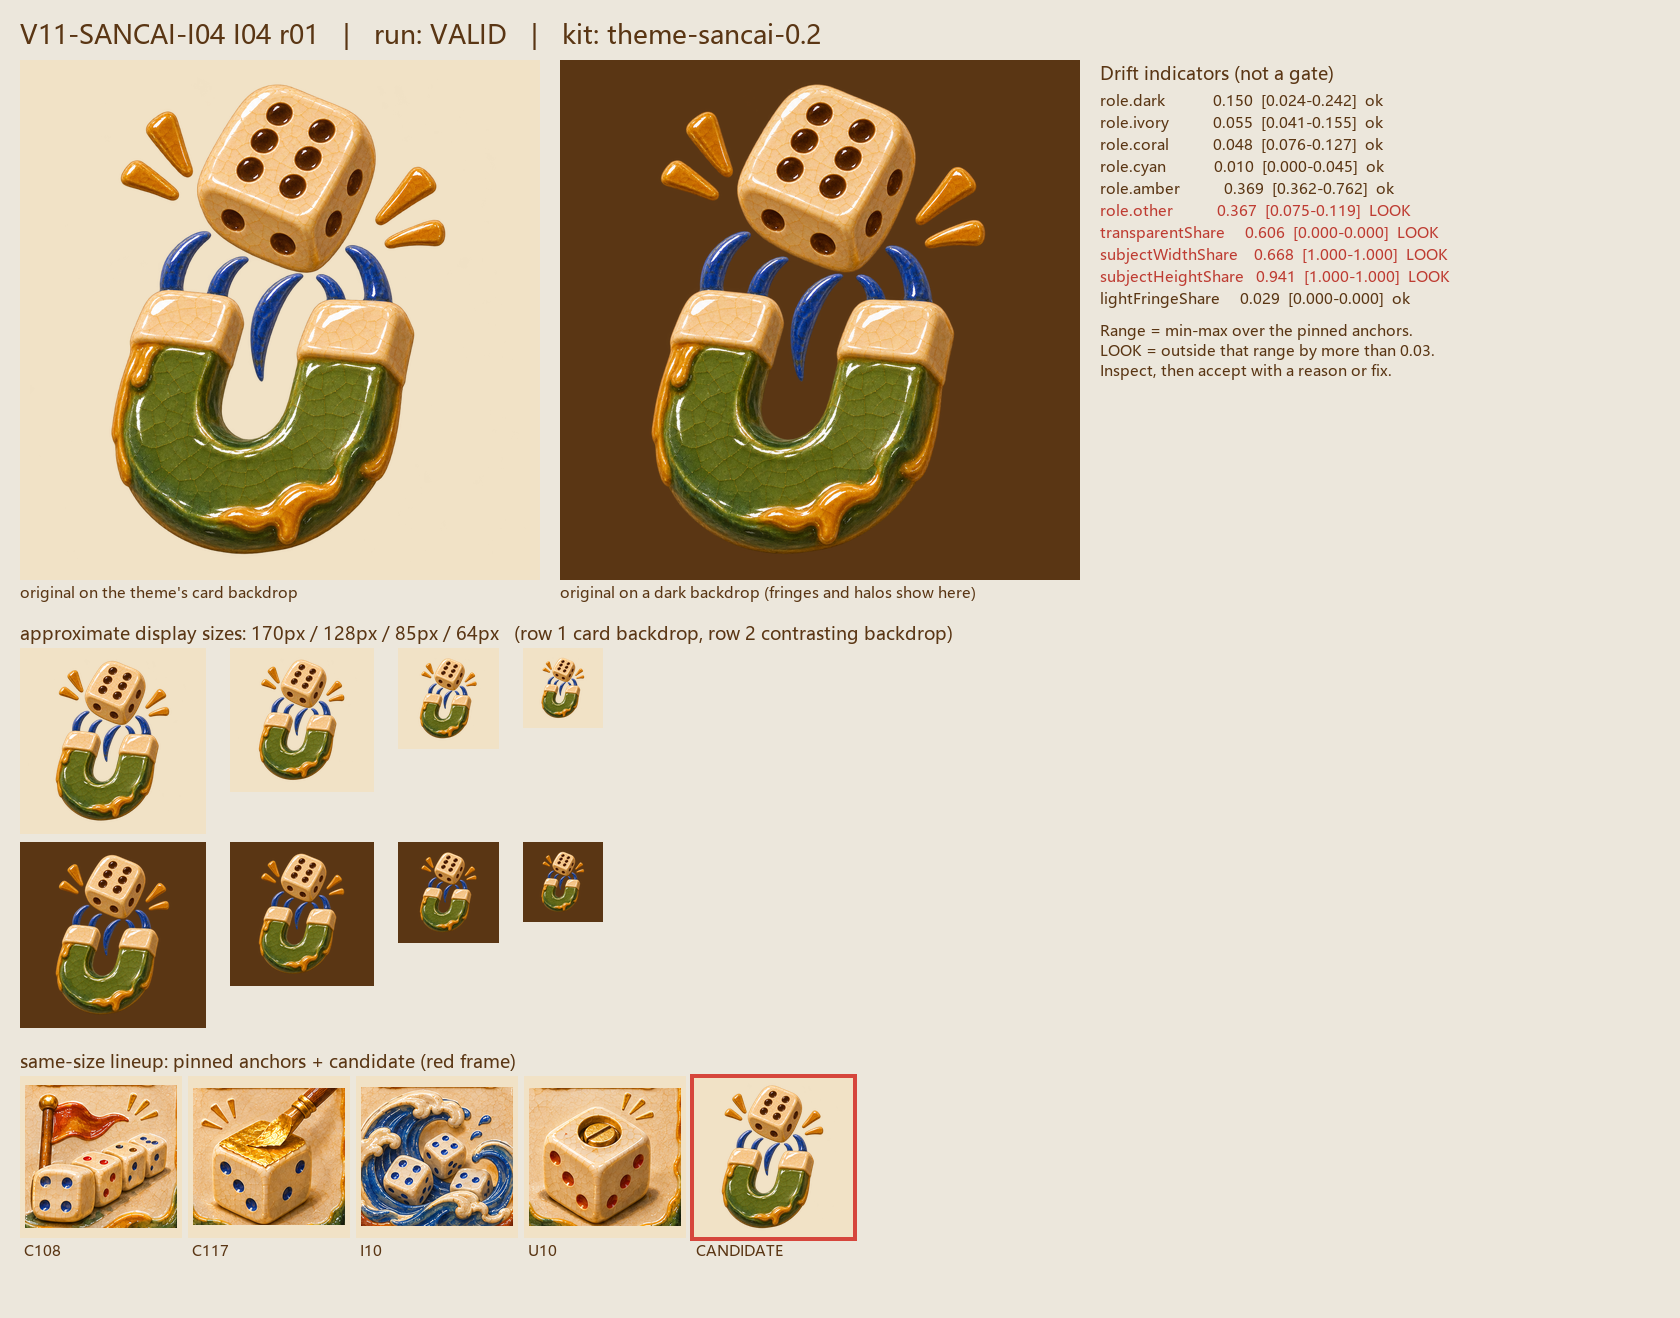 V11-SANCAI-I04 I04 r01 | run: VALID | kit: theme-sancai-0.2
Drift indicators (not a gate)
role.dark 0.150 [0.024-0.242] ok
role.ivory 0.055 [0.041-0.155] ok
role.coral 0.048 [0.076-0.127] ok
role.cyan 0.010 [0.000-0.045] ok
role.amber 0.369 [0.362-0.762] ok
role.other 0.367 [0.075-0.119] LOOK
transparentShare 0.606 [0.000-0.000] LOOK
subjectWidthShare 0.668 [1.000-1.000] LOOK
subjectHeightShare 0.941 [1.000-1.000] LOOK
lightFringeShare 0.029 [0.000-0.000] ok
Range = min-max over the pinned anchors.
LOOK = outside that range by more than 0.03.
Inspect, then accept with a reason or fix.
original on the theme's card backdrop
original on a dark backdrop (fringes and halos show here)
approximate display sizes: 170px / 128px / 85px / 64px (row 1 card backdrop, row 2 contrasting backdrop)
same-size lineup: pinned anchors + candidate (red frame)
C108
C117
I10
U10
CANDIDATE